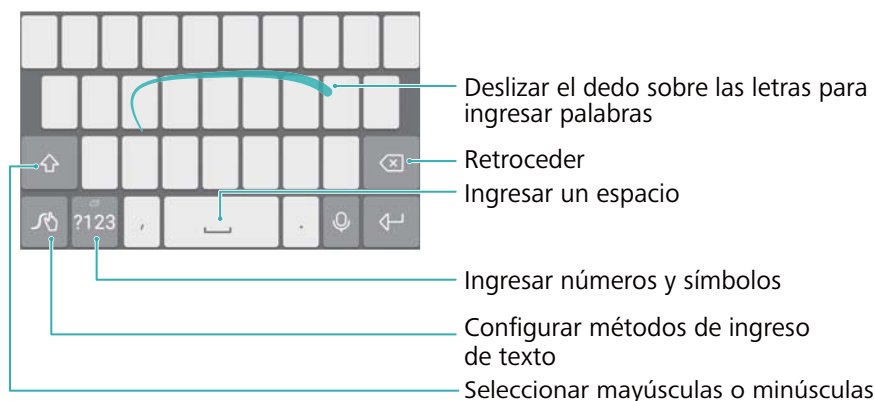 Deslizar el dedo sobre las letras para
ingresar palabras
Retroceder
Ingresar un espacio
?123 , .
Ingresar números y símbolos
Configurar métodos de ingreso
de texto
Seleccionar mayúsculas o minúsculas